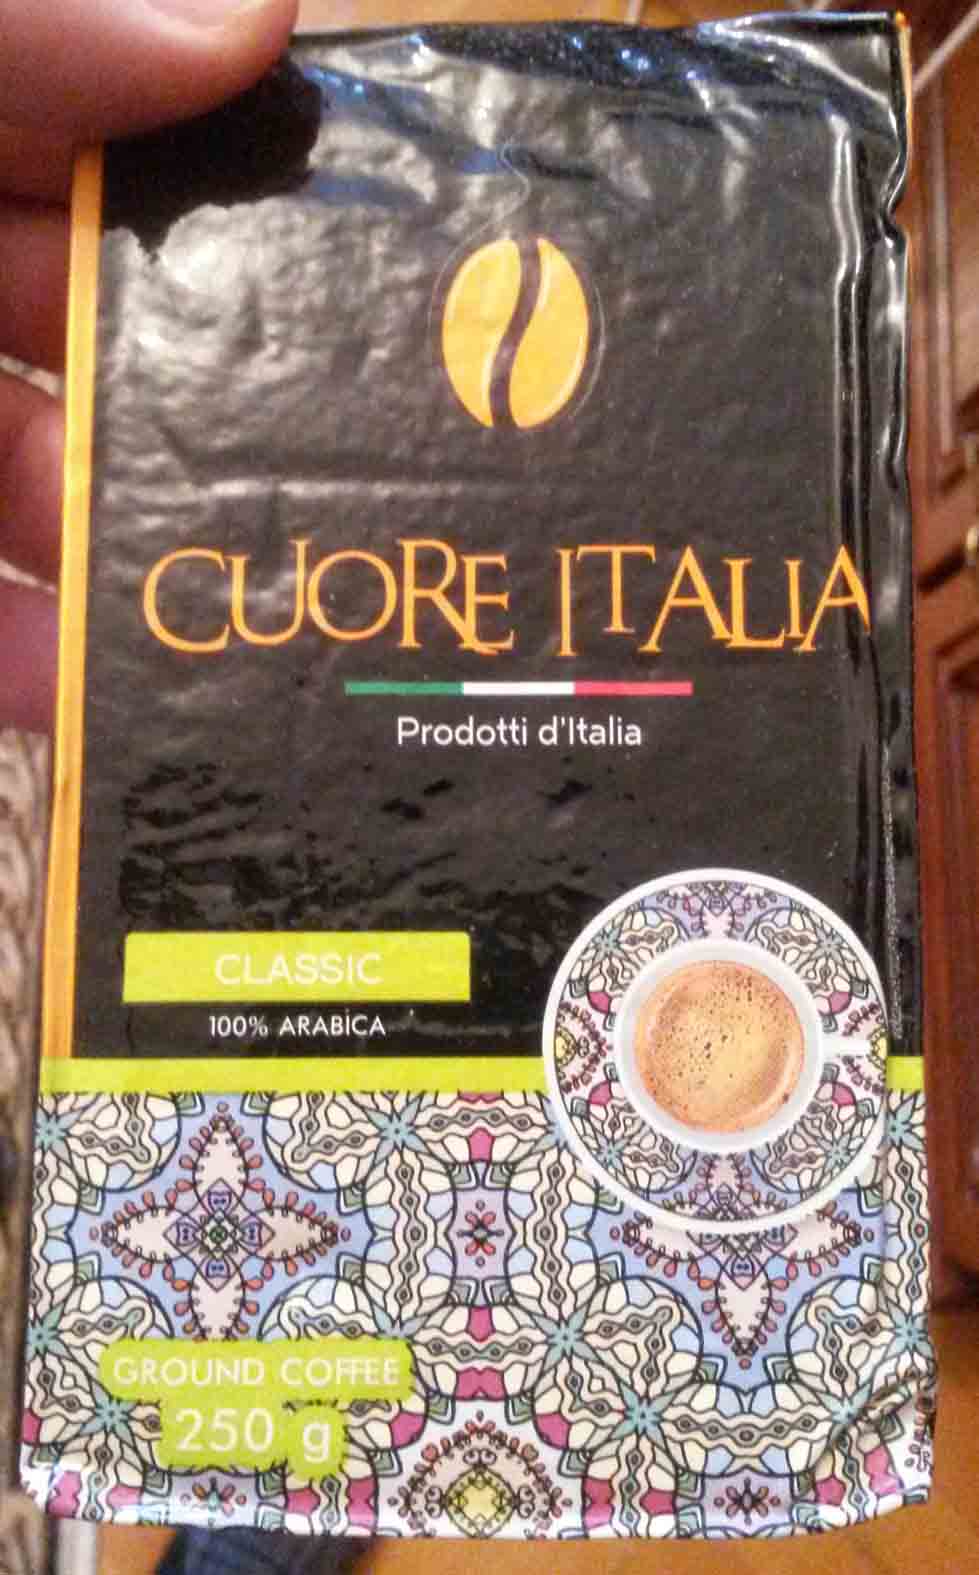 CUORE ITALIA
Prodotti d'Italia
CLASSIC
100% ARABICA
GROUND COFFEE
250 g